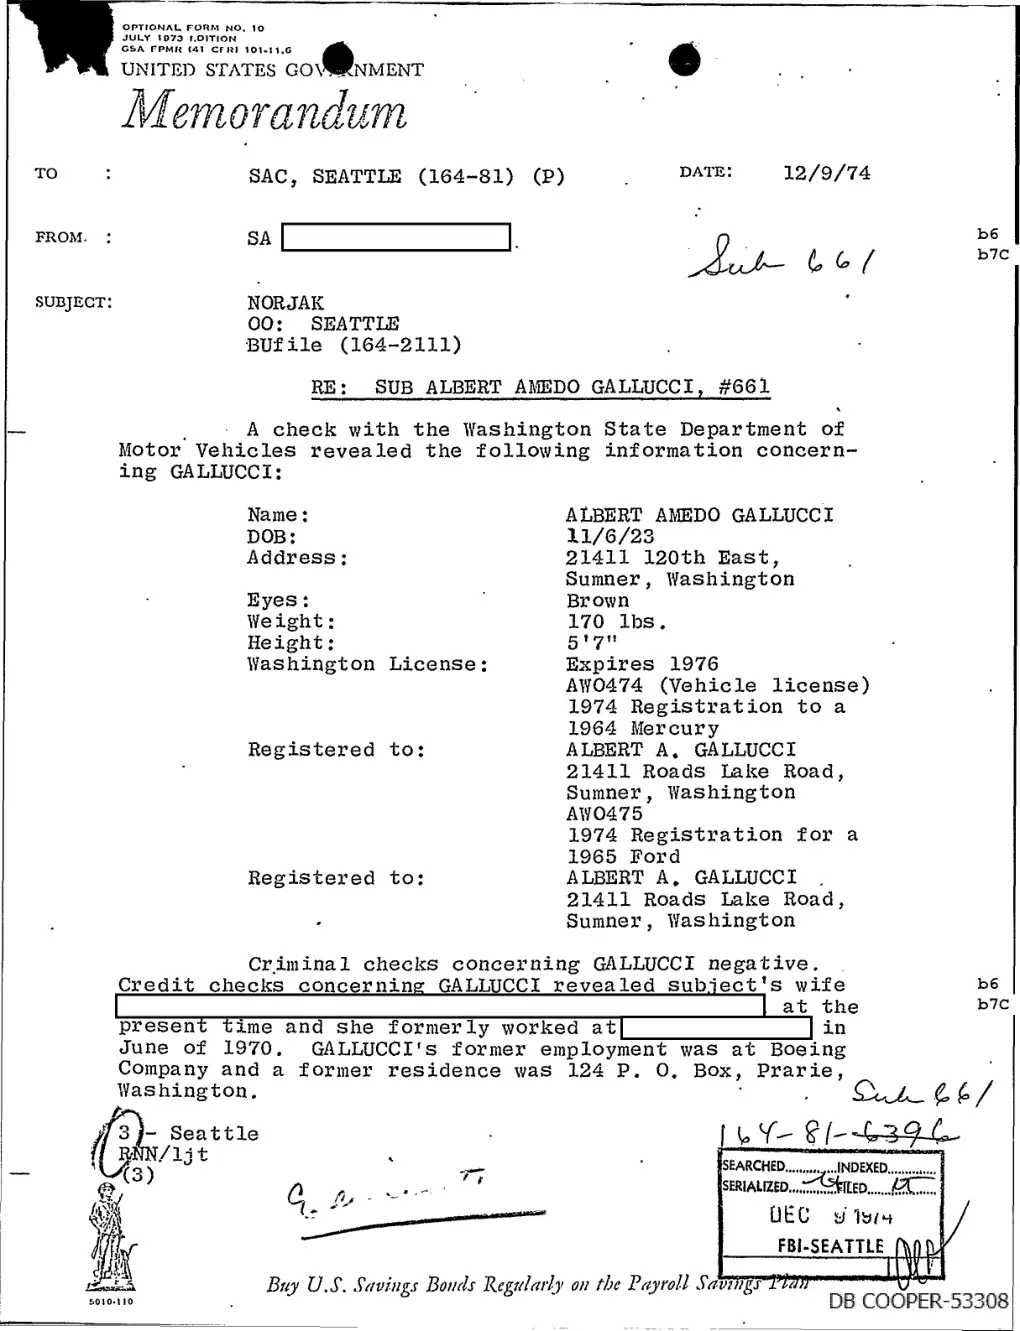 OPTIONAL FORM NO. 10
JULY 1973 EDITION
GSA FPMR (41 CFR) 101-11.6
UNITED STATES GOVERNMENT
Memorandum
TO : SAC, SEATTLE (164-81) (P) DATE: 12/9/74
FROM. : SA b6
b7C
Sub 661
SUBJECT: NORJAK
OO: SEATTLE
BUfile (164-2111)
RE: SUB ALBERT AMEDO GALLUCCI, #661
A check with the Washington State Department of
Motor Vehicles revealed the following information concern-
ing GALLUCCI:
Name: ALBERT AMEDO GALLUCCI
DOB: 11/6/23
Address: 21411 120th East,
Sumner, Washington
Eyes: Brown
Weight: 170 lbs.
Height: 5'7"
Washington License: Expires 1976
AWO474 (Vehicle license)
1974 Registration to a
1964 Mercury
Registered to: ALBERT A. GALLUCCI
21411 Roads Lake Road,
Sumner, Washington
AWO475
1974 Registration for a
1965 Ford
Registered to: ALBERT A. GALLUCCI
21411 Roads Lake Road,
Sumner, Washington
Criminal checks concerning GALLUCCI negative.
Credit checks concerning GALLUCCI revealed subject's wife b6
at the b7C
present time and she formerly worked at in
June of 1970. GALLUCCI's former employment was at Boeing
Company and a former residence was 124 P. O. Box, Prarie,
Washington.
Sub 661
3 - Seattle
RNN/ljt
(3)
164-81-6396
SEARCHED INDEXED
SERIALIZED FILED
DEC 9 1974
FBI-SEATTLE
Buy U.S. Savings Bonds Regularly on the Payroll Savings Plan
5010-110
DB COOPER-53308